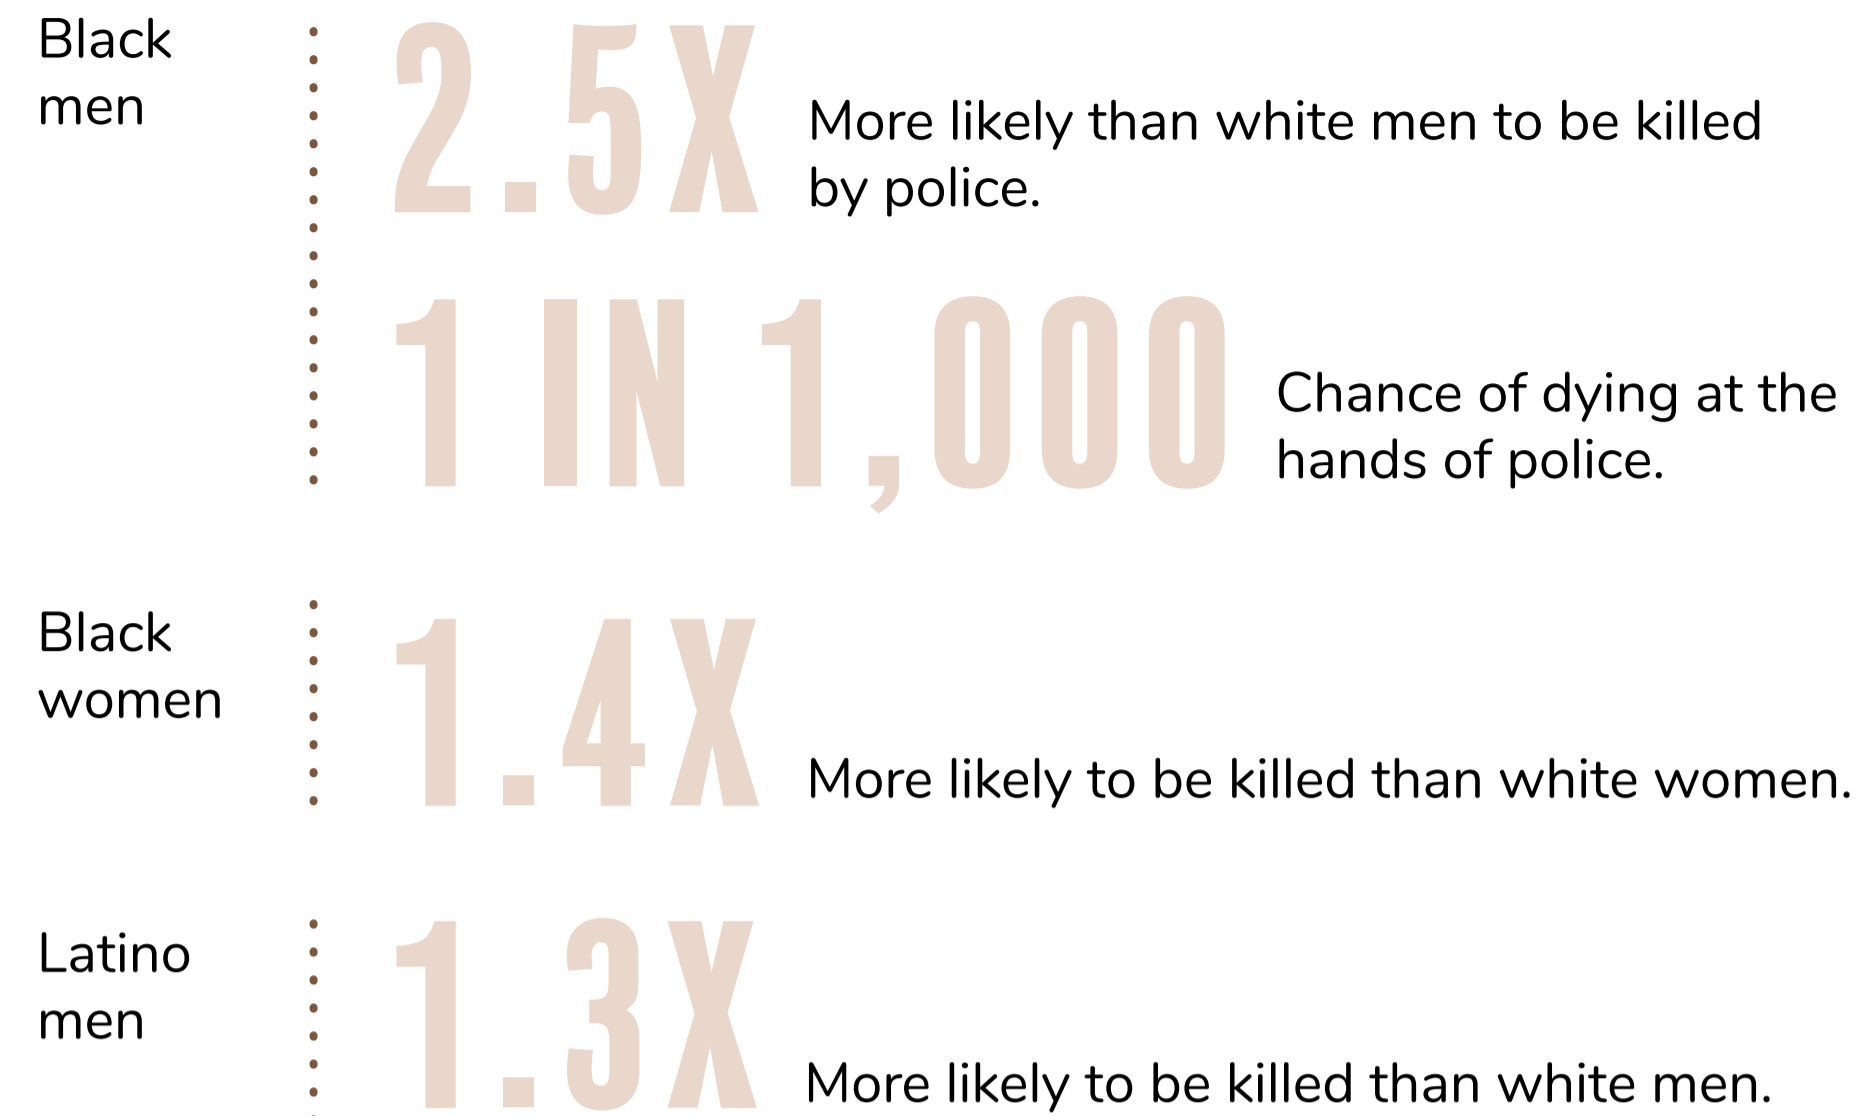 Black
men
2.5X
More likely than white men to be killed
by police.
1 IN 1,000
Chance of dying at the
hands of police.
Black
women
1.4X
More likely to be killed than white women.
Latino
men
1.3X
More likely to be killed than white men.